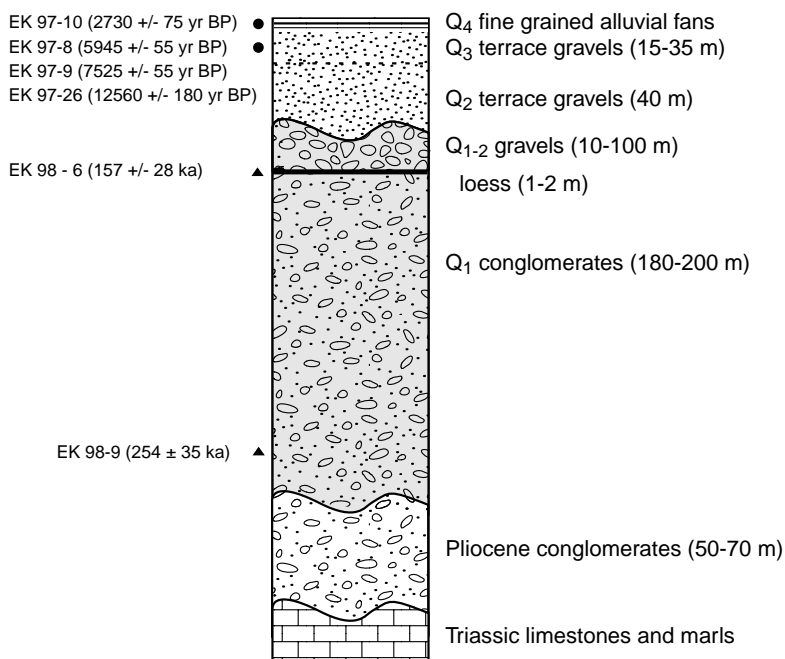 EK 97-10 (2730 +/- 75 yr BP)
EK 97-8 (5945 +/- 55 yr BP)
EK 97-9 (7525 +/- 55 yr BP)
EK 97-26 (12560 +/- 180 yr BP)
EK 98 - 6 (157 +/- 28 ka)
EK 98-9 (254 ± 35 ka)
Q4 fine grained alluvial fans
Q3 terrace gravels (15-35 m)
Q2 terrace gravels (40 m)
Q1-2 gravels (10-100 m)
loess (1-2 m)
Q1 conglomerates (180-200 m)
Pliocene conglomerates (50-70 m)
Triassic limestones and marls